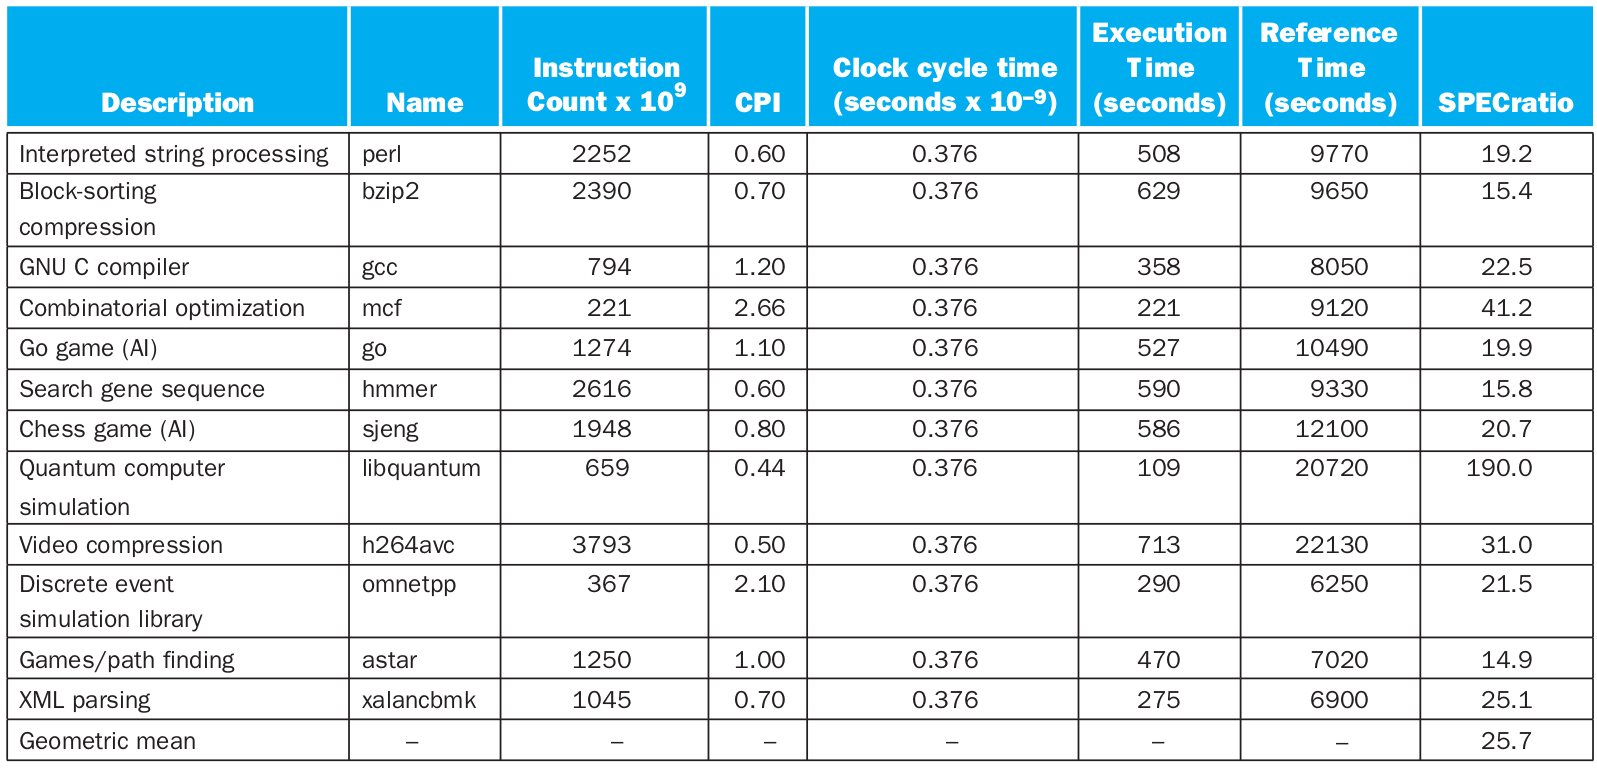 Description Name Instruction Count x 10⁹ CPI Clock cycle time (seconds x 10⁻⁹) Execution Time (seconds) Reference Time (seconds) SPECratio
Interpreted string processing perl 2252 0.60 0.376 508 9770 19.2
Block-sorting compression bzip2 2390 0.70 0.376 629 9650 15.4
GNU C compiler gcc 794 1.20 0.376 358 8050 22.5
Combinatorial optimization mcf 221 2.66 0.376 221 9120 41.2
Go game (AI) go 1274 1.10 0.376 527 10490 19.9
Search gene sequence hmmer 2616 0.60 0.376 590 9330 15.8
Chess game (AI) sjeng 1948 0.80 0.376 586 12100 20.7
Quantum computer simulation libquantum 659 0.44 0.376 109 20720 190.0
Video compression h264avc 3793 0.50 0.376 713 22130 31.0
Discrete event simulation library omnetpp 367 2.10 0.376 290 6250 21.5
Games/path finding astar 1250 1.00 0.376 470 7020 14.9
XML parsing xalancbmk 1045 0.70 0.376 275 6900 25.1
Geometric mean – – – – – – 25.7